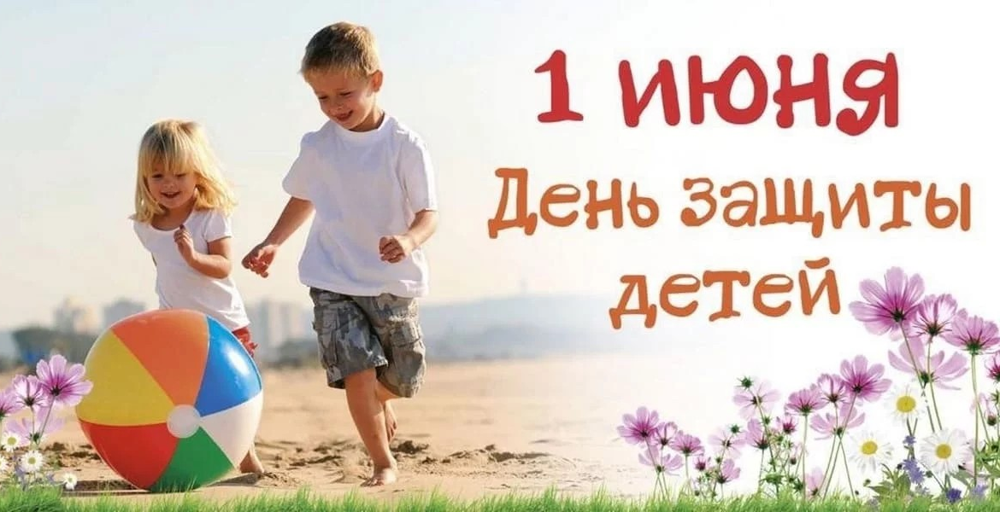 1 июня
День защиты
детей